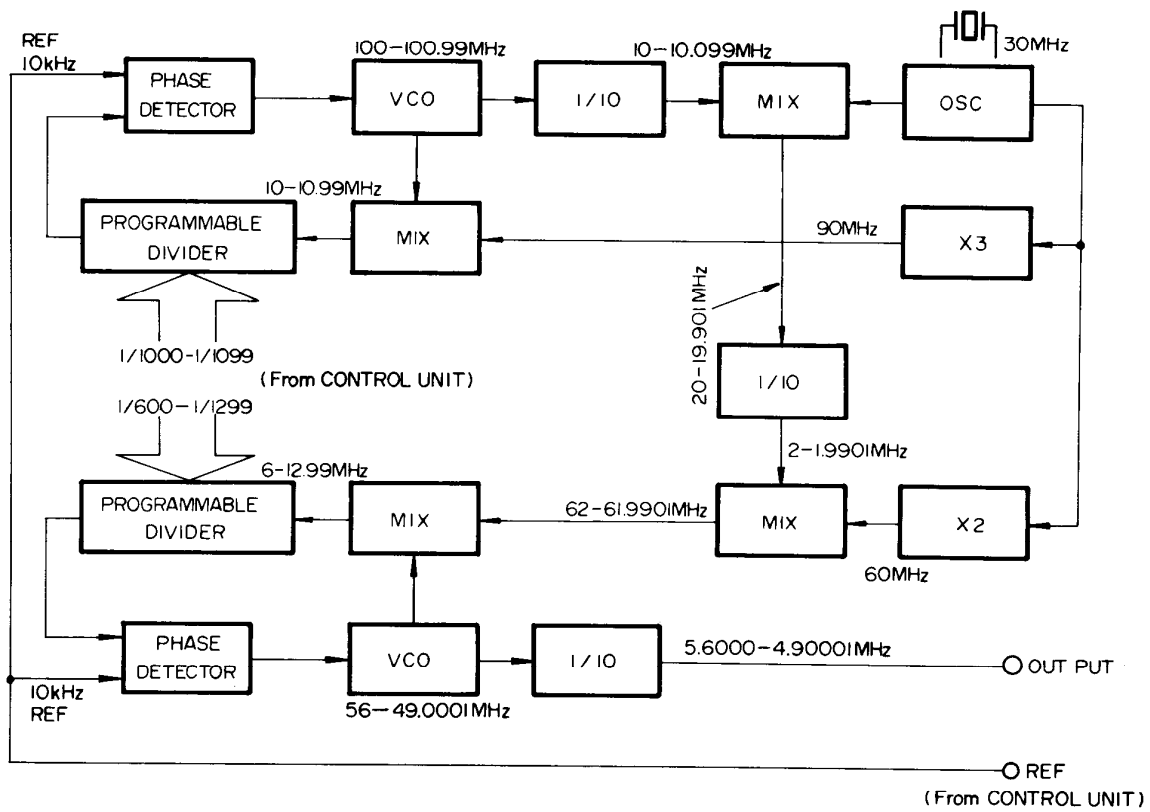 REF
10kHz
PHASE
DETECTOR
100-100.99MHz
VCO
1/10
10-10.099MHz
MIX
30MHz
OSC
10-10.99MHz
PROGRAMMABLE
DIVIDER
MIX
90MHz
X3
20-19.901MHz
1/1000-1/1099
(From CONTROL UNIT)
1/600-1/1299
1/10
2-1.9901MHz
6-12.99MHz
PROGRAMMABLE
DIVIDER
MIX
62-61.9901MHz
MIX
X2
60MHz
PHASE
DETECTOR
VCO
1/10
5.6000-4.90001MHz
OUT PUT
10kHz
REF
56-49.0001MHz
REF
(From CONTROL UNIT)